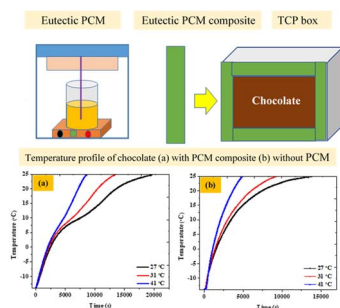 Eutectic PCM
Eutectic PCM composite
TCP box
Chocolate
Temperature profile of chocolate (a) with PCM composite (b) without PCM
(a)
Temperature (°C)
25
20
15
10
5
0
-5
-10
27 °C
31 °C
41 °C
0
5000
10000
15000
20000
Time (s)
(b)
Temperature (°C)
25
20
15
10
5
0
-5
-10
27 °C
31 °C
41 °C
0
5000
10000
15000
Time (s)